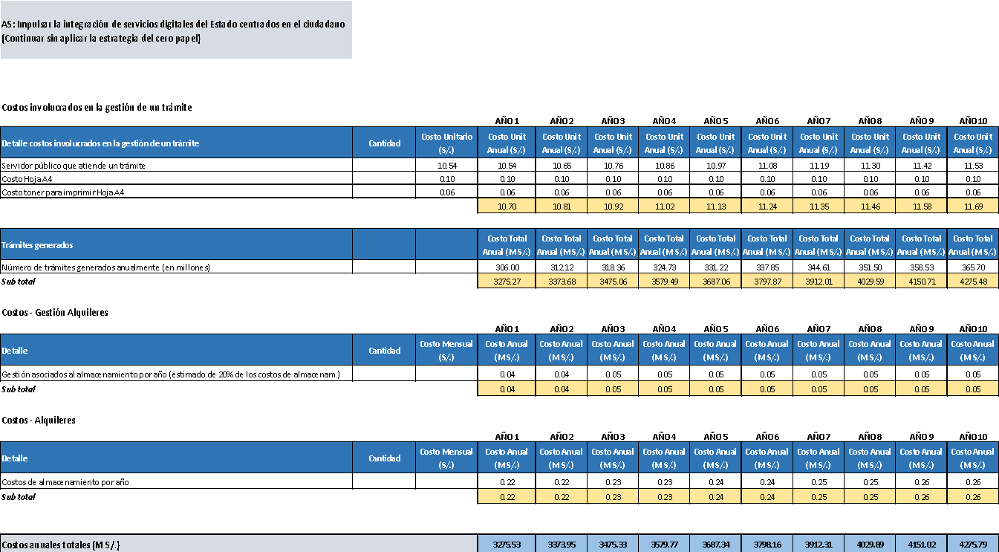 AS: Impulsar la integración de servicios digitales del Estado centrados en el ciudadano
(Continuar sin aplicar la estrategia del cero papel)
Costos involucrados en la gestión de un trámite
AÑO 1 AÑO 2 AÑO 3 AÑO 4 AÑO 5 AÑO 6 AÑO 7 AÑO 8 AÑO 9 AÑO 10
Detalle costos involucrados en la gestión de un trámite Cantidad Costo Unitario (S/.) Costo Unit Anual (S/.) Costo Unit Anual (S/.) Costo Unit Anual (S/.) Costo Unit Anual (S/.) Costo Unit Anual (S/.) Costo Unit Anual (S/.) Costo Unit Anual (S/.) Costo Unit Anual (S/.) Costo Unit Anual (S/.) Costo Unit Anual (S/.)
Servidor público que atiende un trámite 10.54 10.54 10.65 10.76 10.86 10.97 11.08 11.19 11.30 11.42 11.53
Costo Hoja A4 0.10 0.10 0.10 0.10 0.10 0.10 0.10 0.10 0.10 0.10 0.10
Costo toner para imprimir Hoja A4 0.06 0.06 0.06 0.06 0.06 0.06 0.06 0.06 0.06 0.06 0.06
10.70 10.81 10.92 11.02 11.13 11.24 11.35 11.46 11.58 11.69
Trámites generados Costo Total Anual (M S/.) Costo Total Anual (M S/.) Costo Total Anual (M S/.) Costo Total Anual (M S/.) Costo Total Anual (M S/.) Costo Total Anual (M S/.) Costo Total Anual (M S/.) Costo Total Anual (M S/.) Costo Total Anual (M S/.) Costo Total Anual (M S/.)
Número de trámites generados anualmente (en millones) 306.00 312.12 318.36 324.73 331.22 337.85 344.61 351.50 358.53 365.70
Sub total 3275.27 3373.68 3475.06 3579.49 3687.06 3797.87 3912.01 4029.59 4150.71 4275.48
Costos - Gestión Alquileres
AÑO 1 AÑO 2 AÑO 3 AÑO 4 AÑO 5 AÑO 6 AÑO 7 AÑO 8 AÑO 9 AÑO 10
Detalle Cantidad Costo Mensual (S/.) Costo Anual (M S/.) Costo Anual (M S/.) Costo Anual (M S/.) Costo Anual (M S/.) Costo Anual (M S/.) Costo Anual (M S/.) Costo Anual (M S/.) Costo Anual (M S/.) Costo Anual (M S/.) Costo Anual (M S/.)
Gestión asociados al almacenamiento por año (estimado de 20% de los costos de almacenam.) 0.04 0.04 0.05 0.05 0.05 0.05 0.05 0.05 0.05 0.05
Sub total 0.04 0.04 0.05 0.05 0.05 0.05 0.05 0.05 0.05 0.05
Costos - Alquileres
AÑO 1 AÑO 2 AÑO 3 AÑO 4 AÑO 5 AÑO 6 AÑO 7 AÑO 8 AÑO 9 AÑO 10
Detalle Cantidad Costo Mensual (S/.) Costo Anual (M S/.) Costo Anual (M S/.) Costo Anual (M S/.) Costo Anual (M S/.) Costo Anual (M S/.) Costo Anual (M S/.) Costo Anual (M S/.) Costo Anual (M S/.) Costo Anual (M S/.) Costo Anual (M S/.)
Costos de almacenamiento por año 0.22 0.22 0.23 0.23 0.24 0.24 0.25 0.25 0.26 0.26
Sub total 0.22 0.22 0.23 0.23 0.24 0.24 0.25 0.25 0.26 0.26
Costos anuales totales (M S/.) 3275.53 3373.95 3475.33 3579.77 3687.34 3798.16 3912.31 4029.89 4151.02 4275.79